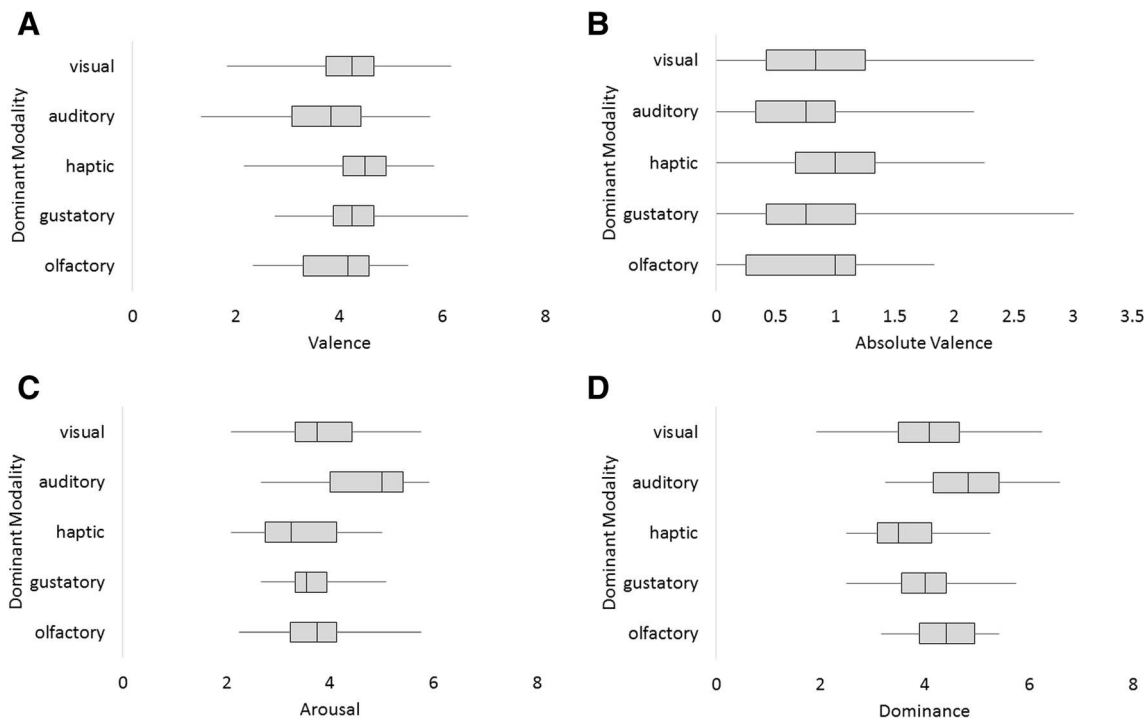 A
Dominant Modality
visual
auditory
haptic
gustatory
olfactory
0 2 4 6 8
Valence
B
Dominant Modality
visual
auditory
haptic
gustatory
olfactory
0 0.5 1 1.5 2 2.5 3 3.5
Absolute Valence
C
Dominant Modality
visual
auditory
haptic
gustatory
olfactory
0 2 4 6 8
Arousal
D
Dominant Modality
visual
auditory
haptic
gustatory
olfactory
0 2 4 6 8
Dominance